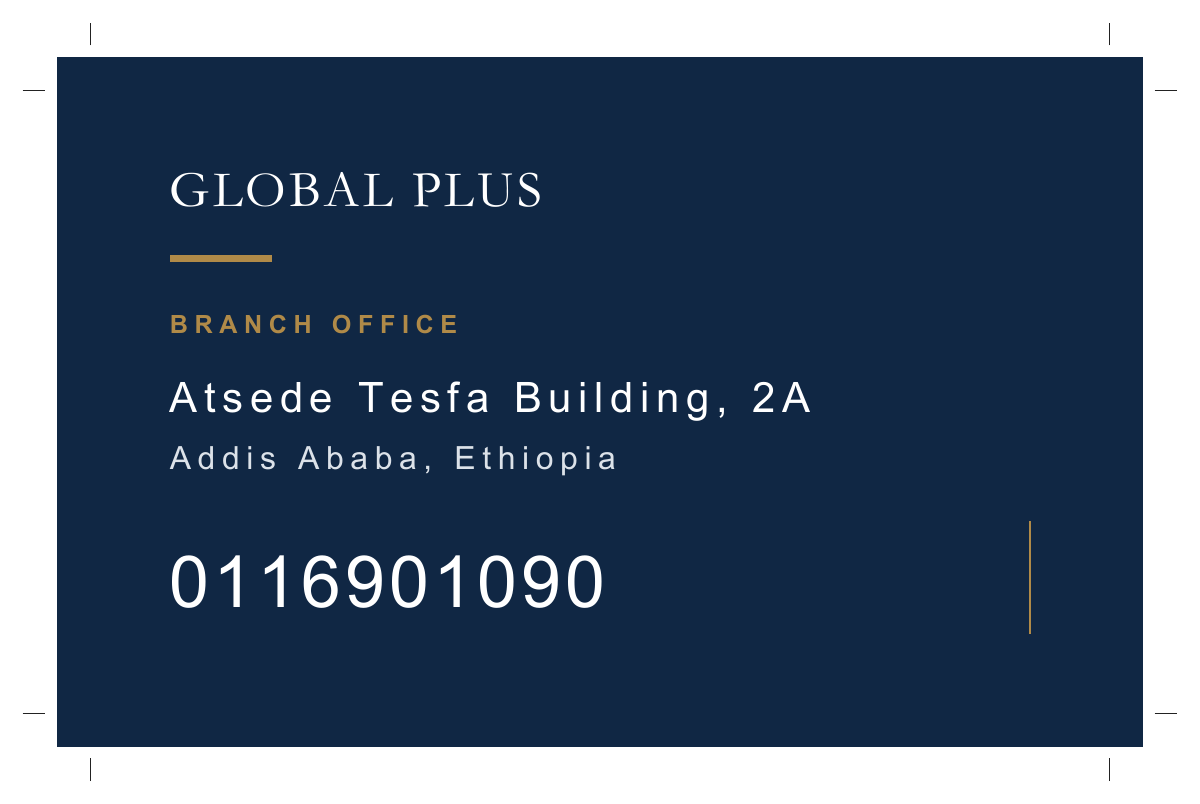 GLOBAL PLUS
BRANCH OFFICE
Atsede Tesfa Building, 2A
Addis Ababa, Ethiopia
0116901090